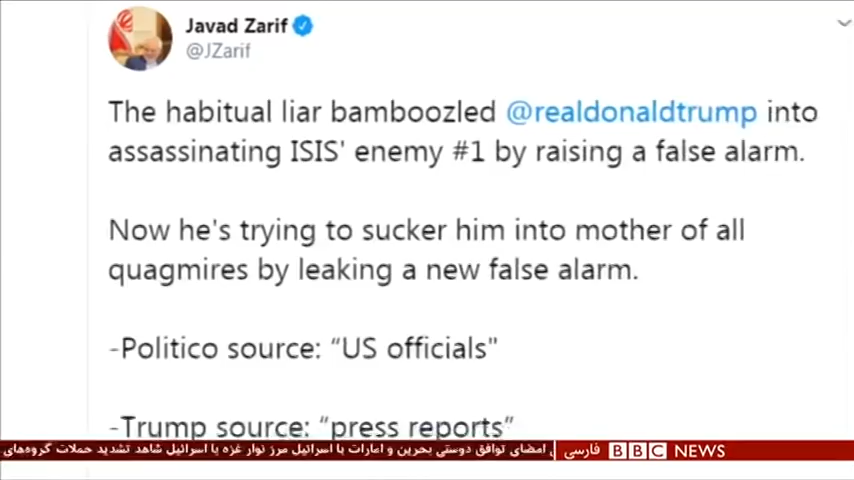 Javad Zarif
@JZarif
The habitual liar bamboozled @realdonaldtrump into
assassinating ISIS' enemy #1 by raising a false alarm.
Now he's trying to sucker him into mother of all
quagmires by leaking a new false alarm.
-Politico source: “US officials"
-Trump source: “press reports”
امضای توافق دوستی بحرین و امارات با اسرائیل مرز نوار غزه با اسرائیل شاهد تشدید حملات گروه‌های
فارسی BBC NEWS